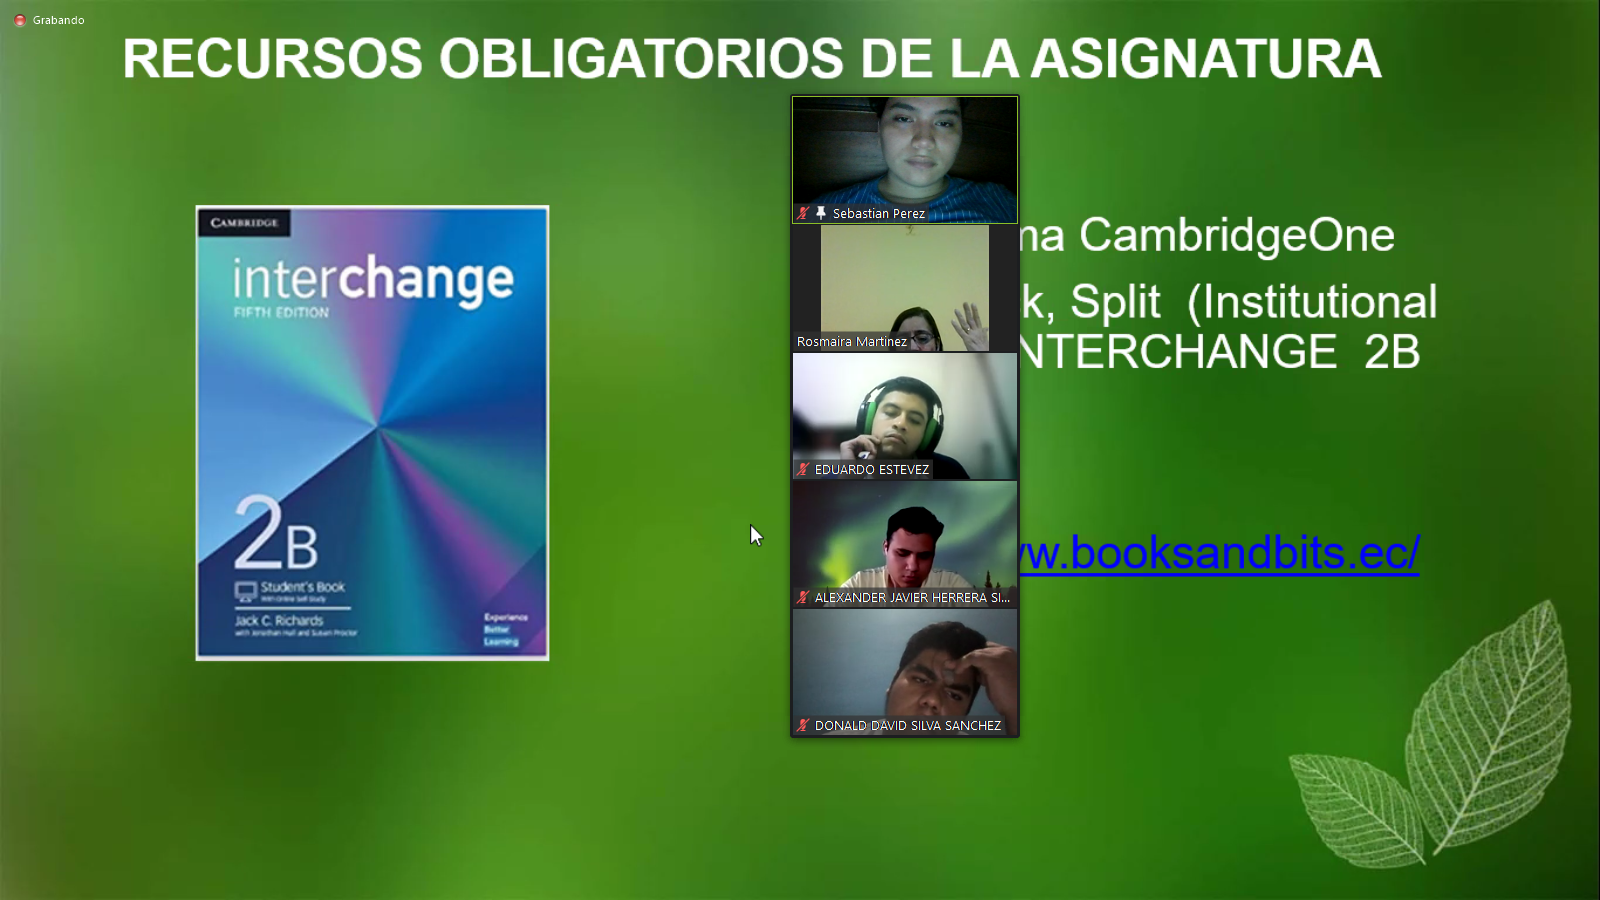 Grabando
RECURSOS OBLIGATORIOS DE LA ASIGNATURA
CAMBRIDGE
interchange
FIFTH EDITION
2B
Student's Book
With Online Self-Study
Jack C. Richards
with Jonathan Hull and Susan Proctor
Experience
Better
Learning
Sebastian Perez
Rosmaira Martinez
EDUARDO ESTEVEZ
ALEXANDER JAVIER HERRERA SI...
DONALD DAVID SILVA SANCHEZ
ma CambridgeOne
k, Split (Institutional
NTERCHANGE 2B
w.booksandbits.ec/